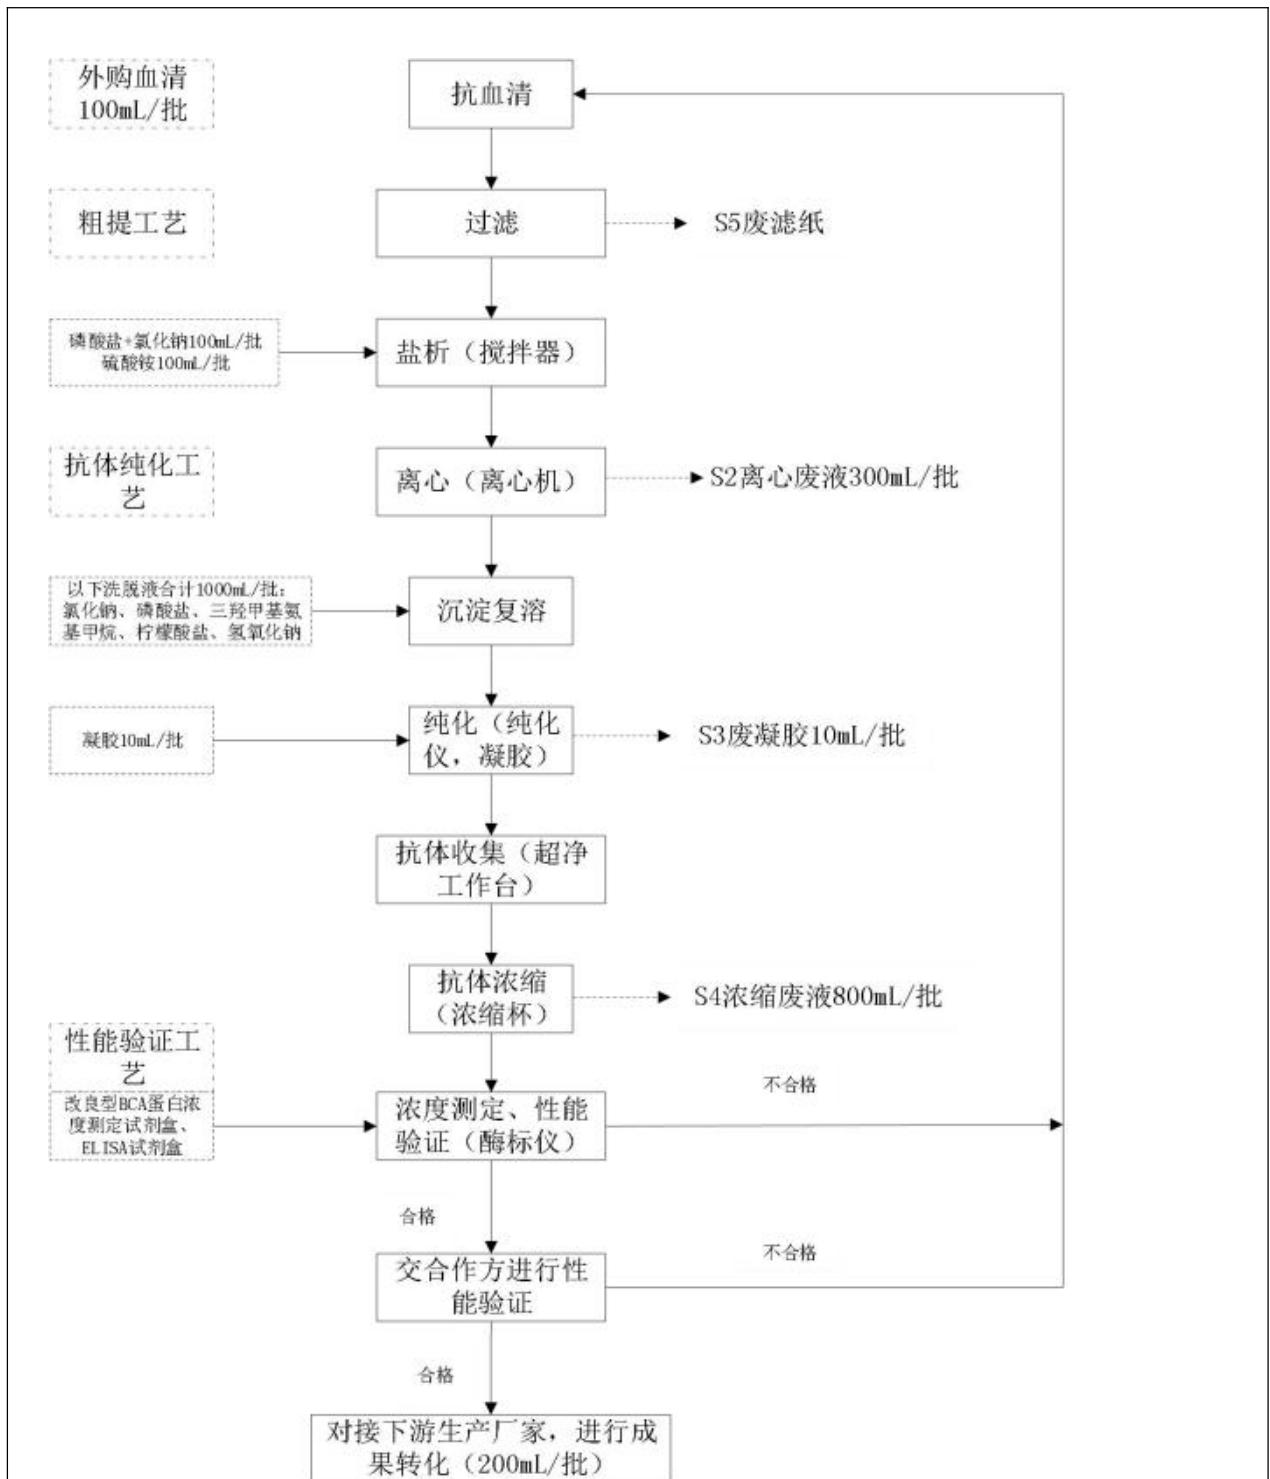 外购血清
100mL/批
抗血清
粗提工艺
过滤
S5废滤纸
磷酸盐+氯化钠100mL/批
硫酸铵100mL/批
盐析（搅拌器）
抗体纯化工
艺
离心（离心机）
S2离心废液300mL/批
以下洗脱液合计1000mL/批：
氯化钠、磷酸盐、三羟甲基氨
基甲烷、柠檬酸盐、氢氧化钠
沉淀复溶
凝胶10mL/批
纯化（纯化
仪，凝胶）
S3废凝胶10mL/批
抗体收集（超净
工作台）
抗体浓缩
（浓缩杯）
S4浓缩废液800mL/批
性能验证工
艺
改良型BCA蛋白浓
度测定试剂盒、
ELISA试剂盒
浓度测定、性能
验证（酶标仪）
不合格
合格
交合作方进行性
能验证
不合格
合格
对接下游生产厂家，进行成
果转化（200mL/批）